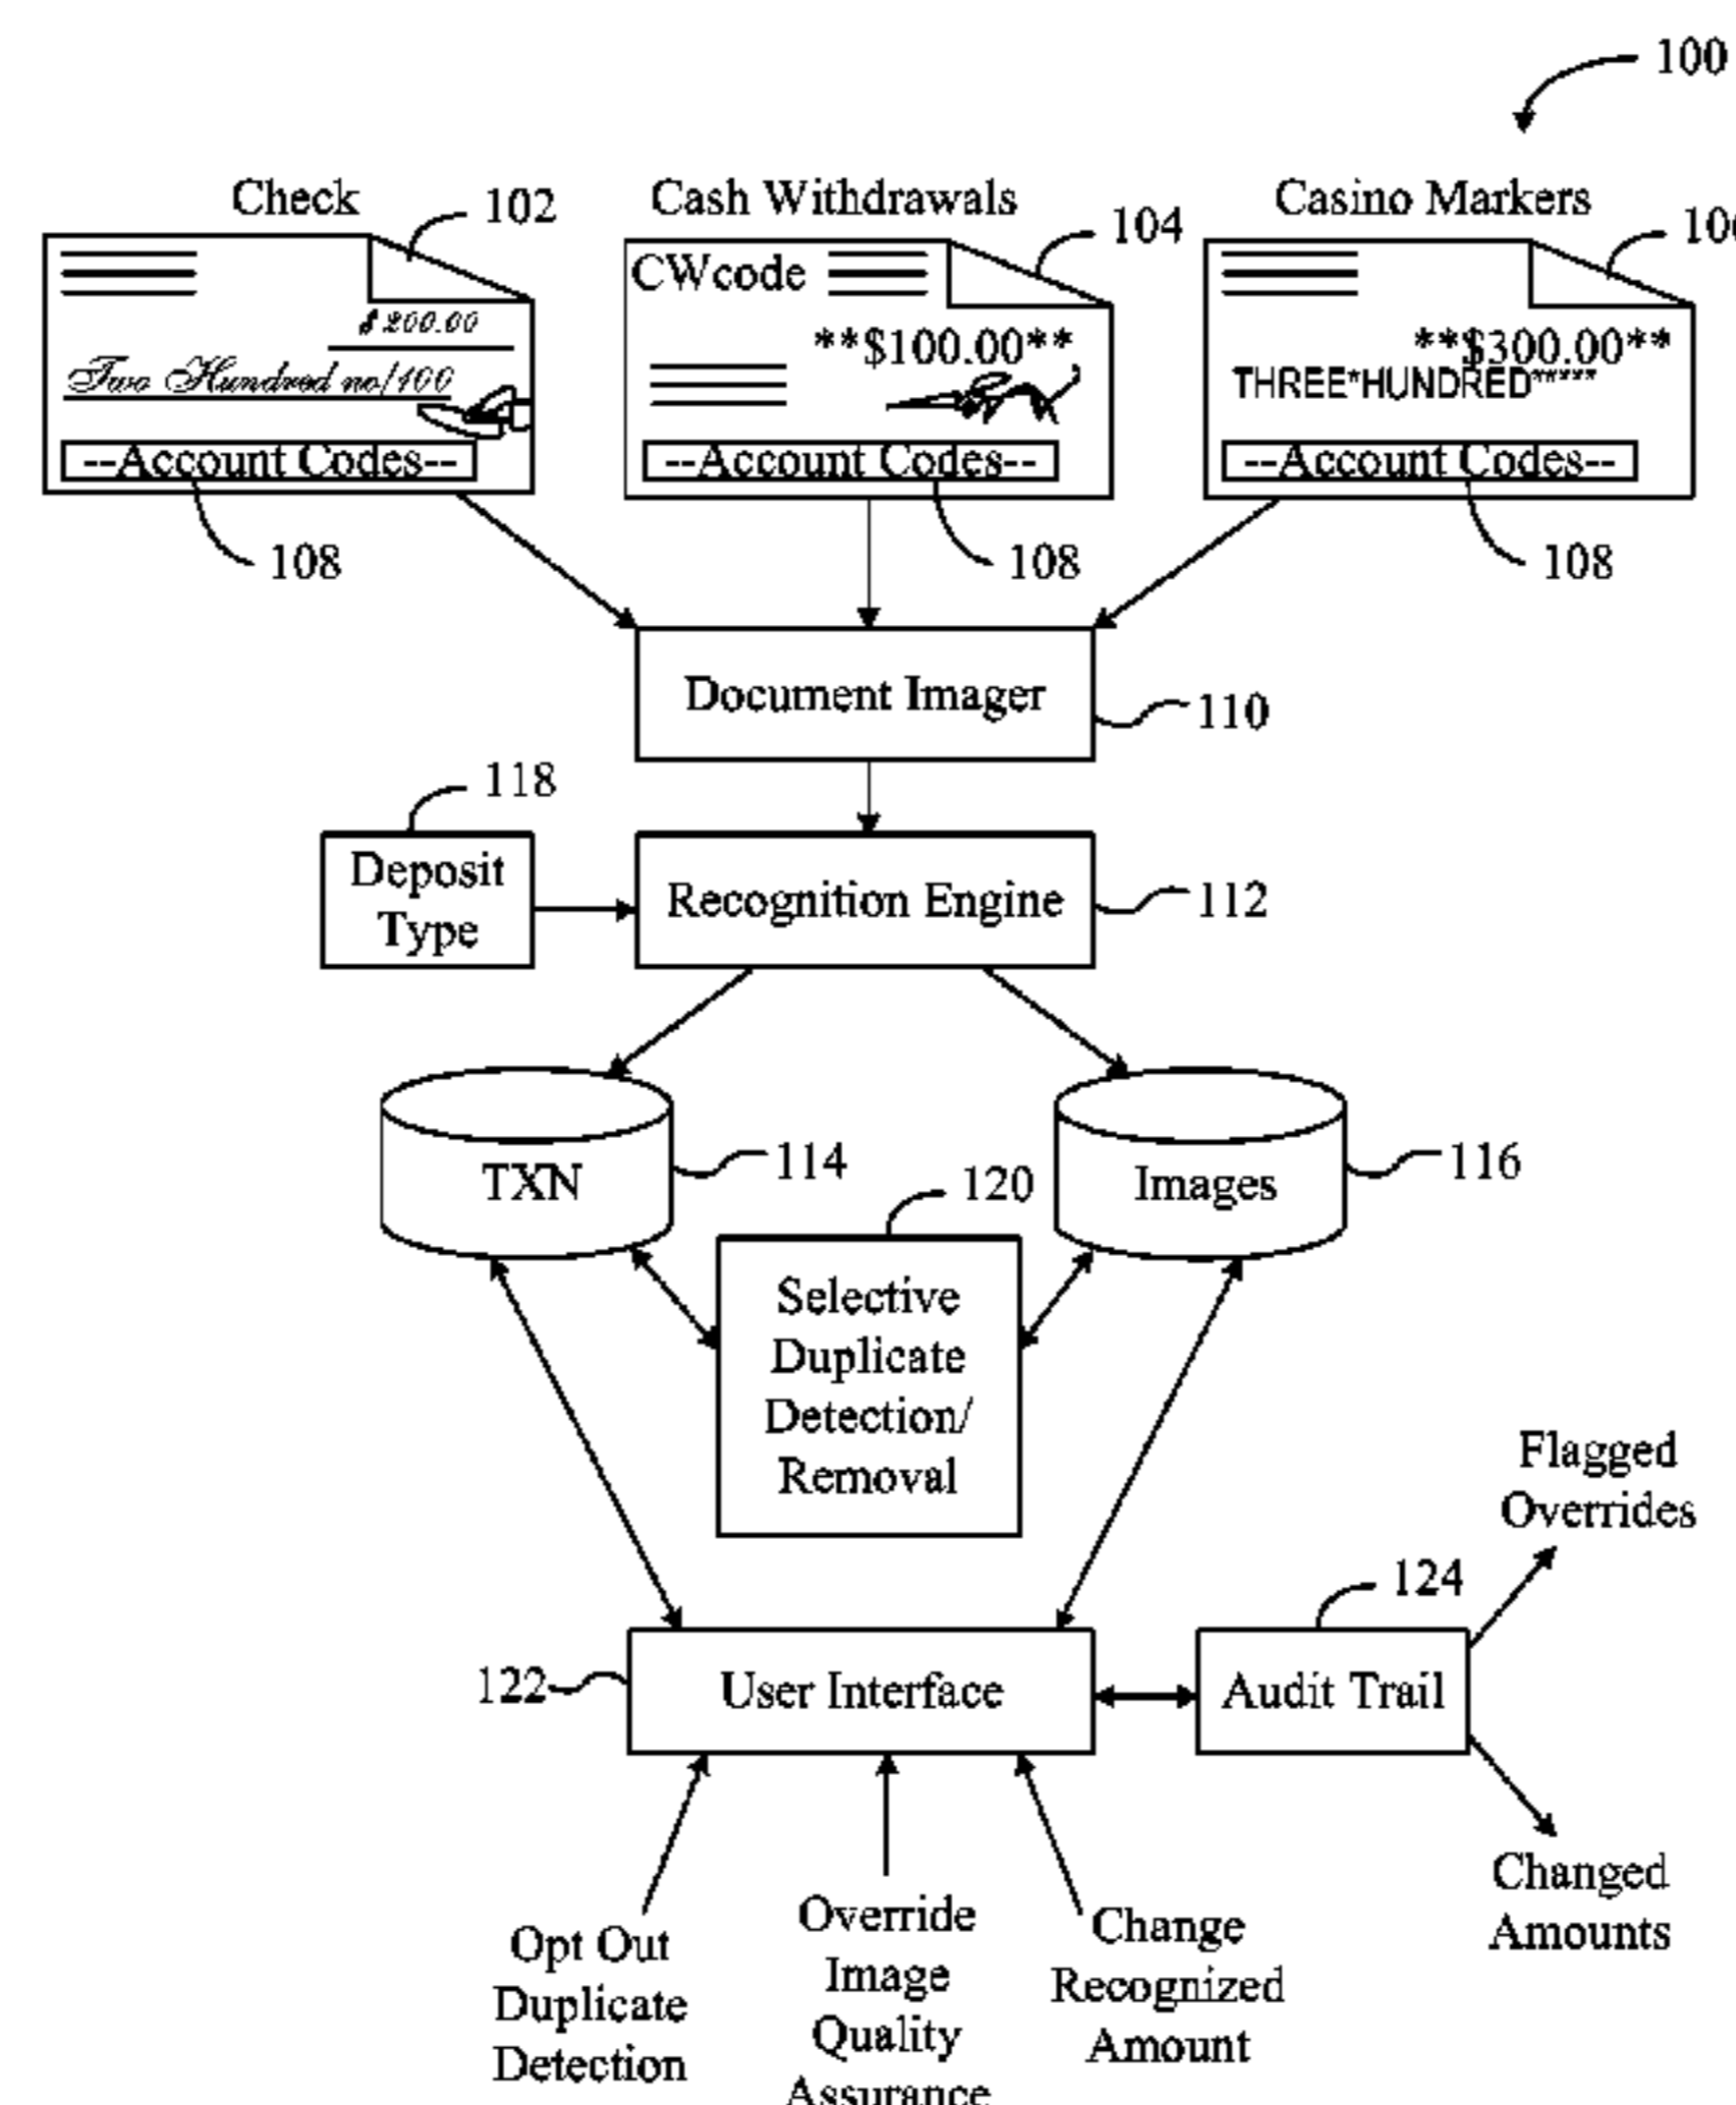 100
Check
102
Cash Withdrawals
104
Casino Markers
$200.00
Two Hundred no/100
--Account Codes--
108
CWcode
**$100.00**
--Account Codes--
108
**$300.00**
THREE*HUNDRED*****
--Account Codes--
108
Document Imager
110
118
Deposit
Type
Recognition Engine
112
TXN
114
Images
116
120
Selective
Duplicate
Detection/
Removal
Flagged
Overrides
124
122
User Interface
Audit Trail
Changed
Amounts
Opt Out
Duplicate
Detection
Override
Image
Quality
Assurance
Change
Recognized
Amount